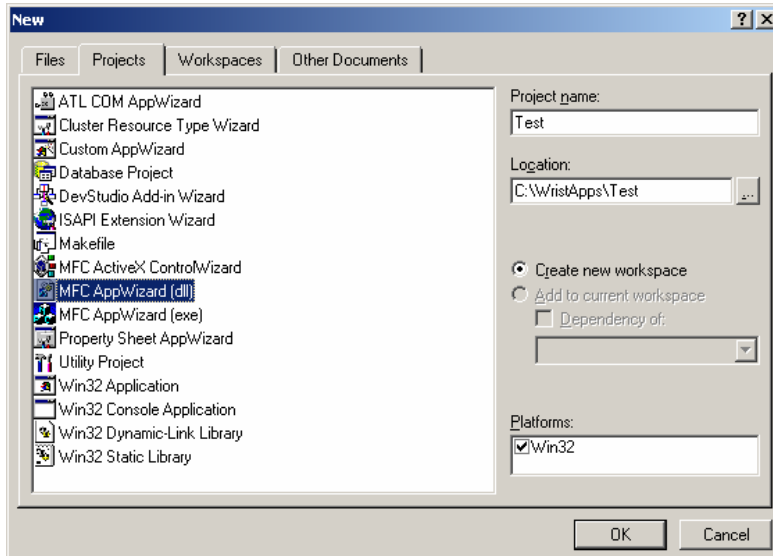 New
Files
Projects
Workspaces
Other Documents
ATL COM AppWizard
Cluster Resource Type Wizard
Custom AppWizard
Database Project
DevStudio Add-in Wizard
ISAPI Extension Wizard
Makefile
MFC ActiveX ControlWizard
MFC AppWizard (dll)
MFC AppWizard (exe)
Property Sheet AppWizard
Utility Project
Win32 Application
Win32 Console Application
Win32 Dynamic-Link Library
Win32 Static Library
Project name:
Test
Location:
C:\WristApps\Test
...
Create new workspace
Add to current workspace
Dependency of:
Platforms:
Win32
OK
Cancel